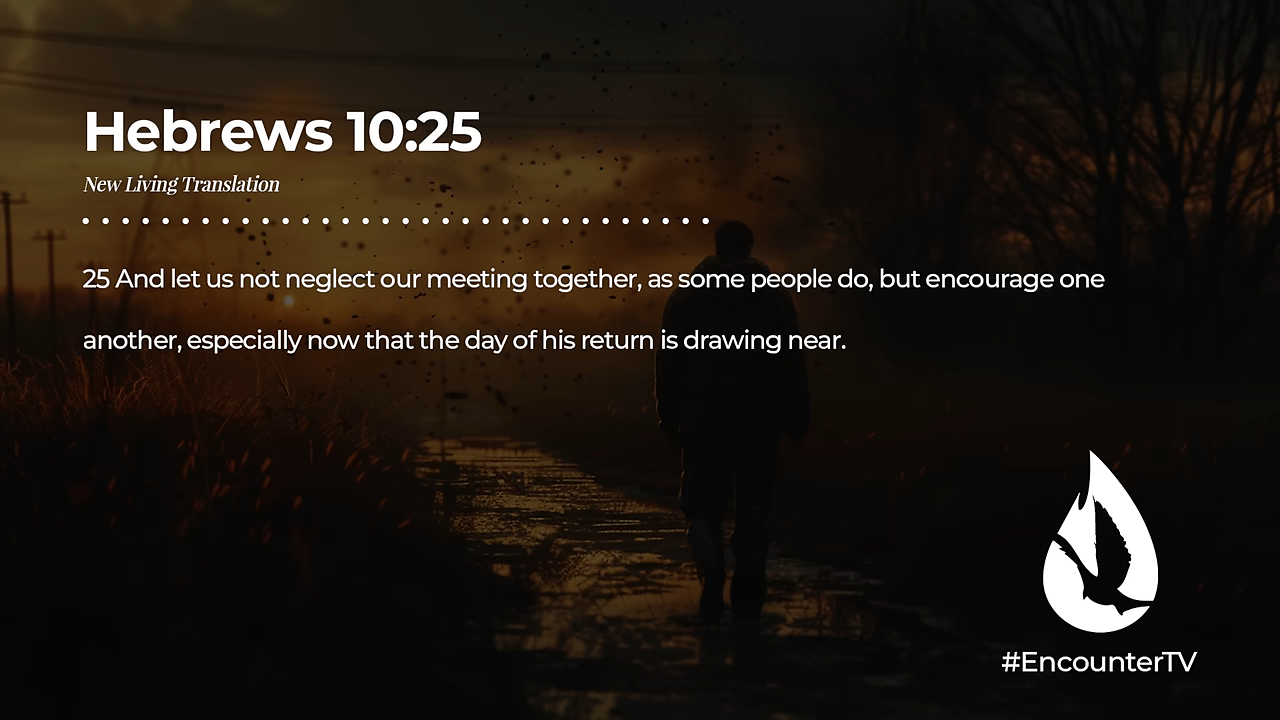 Hebrews 10:25
New Living Translation
25 And let us not neglect our meeting together, as some people do, but encourage one
another, especially now that the day of his return is drawing near.
#EncounterTV